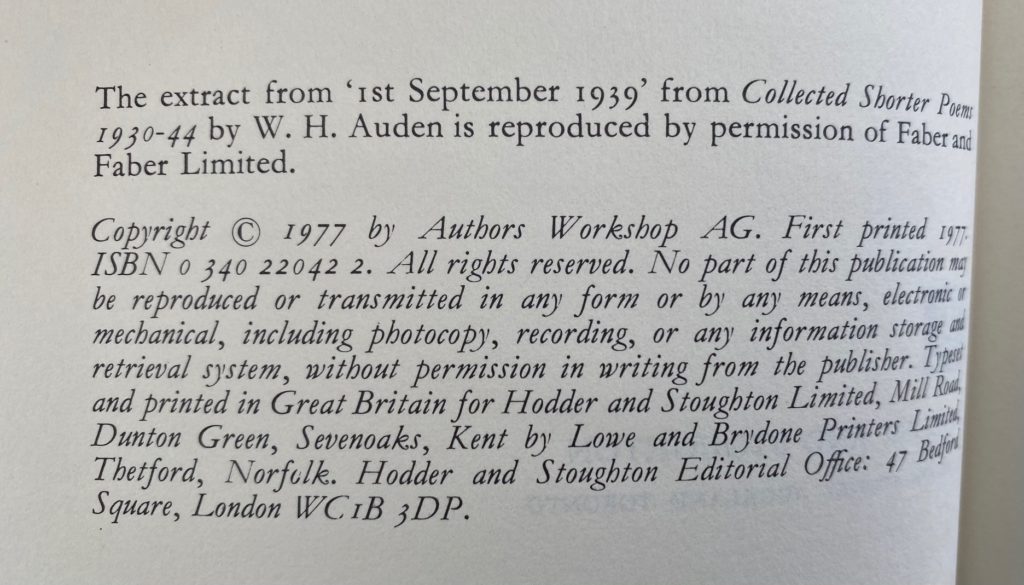 The extract from ‘1st September 1939’ from Collected Shorter Poems
1930-44 by W. H. Auden is reproduced by permission of Faber and
Faber Limited.
Copyright © 1977 by Authors Workshop AG. First printed 1977.
ISBN 0 340 22042 2. All rights reserved. No part of this publication may
be reproduced or transmitted in any form or by any means, electronic or
mechanical, including photocopy, recording, or any information storage and
retrieval system, without permission in writing from the publisher. Typeset
and printed in Great Britain for Hodder and Stoughton Limited, Mill Road,
Dunton Green, Sevenoaks, Kent by Lowe and Brydone Printers Limited,
Thetford, Norfolk. Hodder and Stoughton Editorial Office: 47 Bedford
Square, London WC1B 3DP.